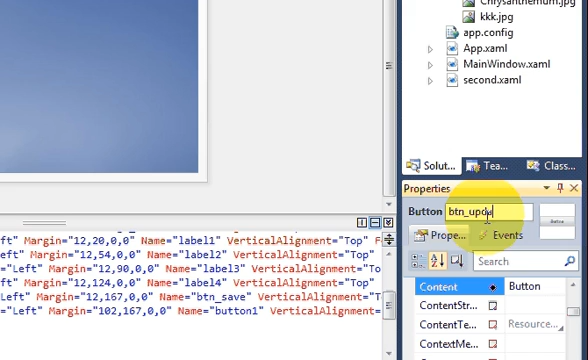 Chrysanthemum.jpg
kkk.jpg
app.config
App.xaml
MainWindow.xaml
second.xaml
Solut... Tea... Class...
Properties
Button btn_upda
Button
Prope... Events
Search
Content Button
ContentStr...
ContentTe... Resource...
ContextMe...
eft" Margin="12,20,0,0" Name="label1" VerticalAlignment="Top" F
eft" Margin="12,54,0,0" Name="label2" VerticalAlignment="Top"
="Left" Margin="12,90,0,0" Name="label3" VerticalAlignment="Top"
ft" Margin="12,124,0,0" Name="label4" VerticalAlignment="Top"
Left" Margin="12,167,0,0" Name="btn_save" VerticalAlignment="T
="Left" Margin="102,167,0,0" Name="button1" VerticalAlignment=